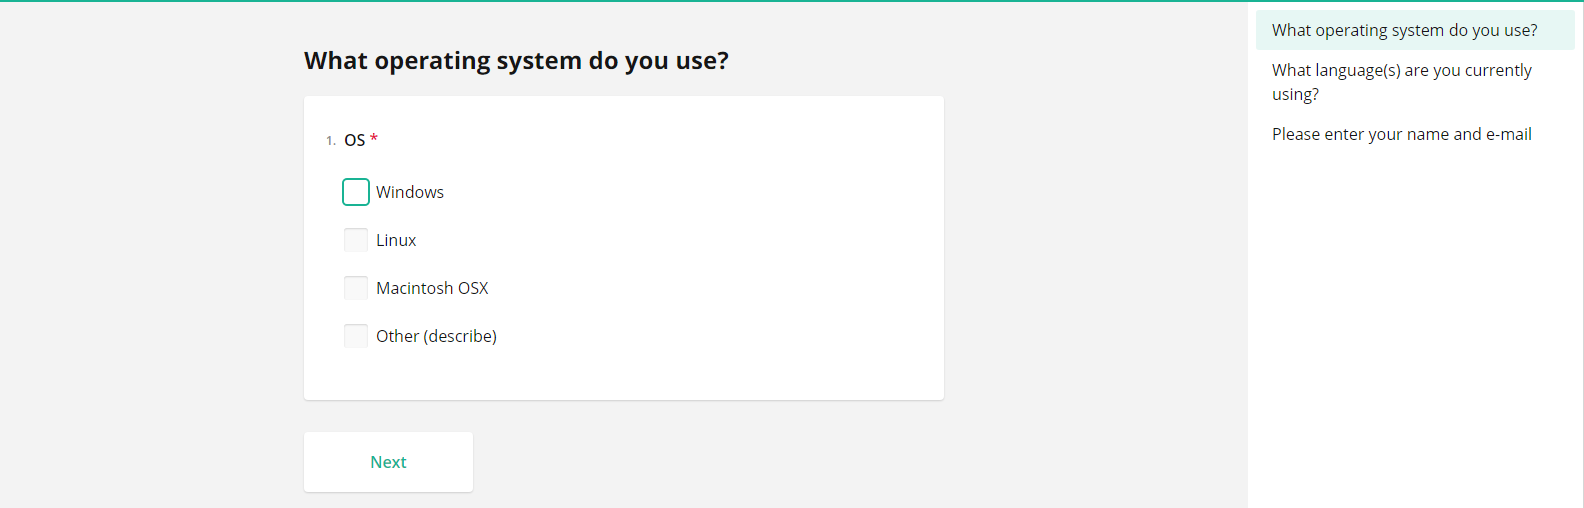 What operating system do you use?
1. OS *
Windows
Linux
Macintosh OSX
Other (describe)
Next
What operating system do you use?
What language(s) are you currently
using?
Please enter your name and e-mail